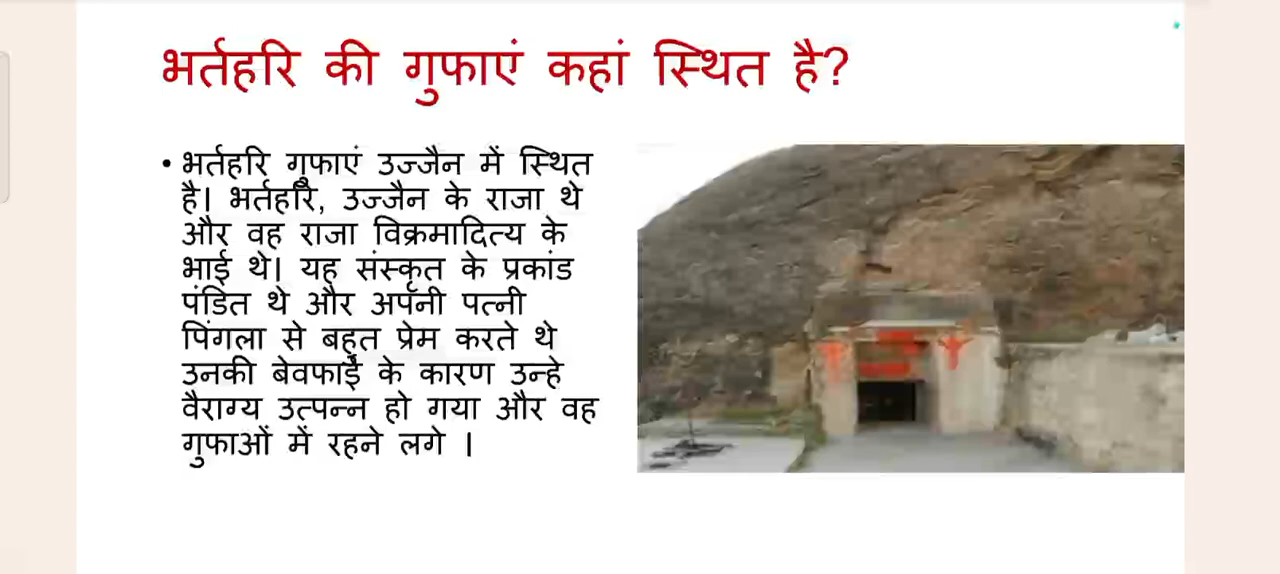 भर्तहरि की गुफाएं कहां स्थित है?
• भर्तहरि गुफाएं उज्जैन में स्थित
है। भर्तहरि, उज्जैन के राजा थे
और वह राजा विक्रमादित्य के
भाई थे। यह संस्कृत के प्रकांड
पंडित थे और अपनी पत्नी
पिंगला से बहुत प्रेम करते थे
उनकी बेवफाई के कारण उन्हे
वैराग्य उत्पन्न हो गया और वह
गुफाओं में रहने लगे ।